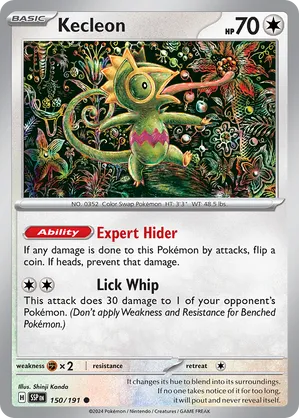 BASIC
Kecleon
HP 70
NO. 0352 Color Swap Pokémon HT: 3'3" WT: 48.5 lbs.
Ability Expert Hider
If any damage is done to this Pokémon by attacks, flip a
coin. If heads, prevent that damage.
Lick Whip
This attack does 30 damage to 1 of your opponent's
Pokémon. (Don't apply Weakness and Resistance for Benched
Pokémon.)
weakness ×2 resistance retreat
Illus. Shinji Kanda
H SSP EN 150/191
It changes its hue to blend into its surroundings.
If no one takes notice of it for too long,
it will pout and never reveal itself.
©2024 Pokémon / Nintendo / Creatures / GAME FREAK